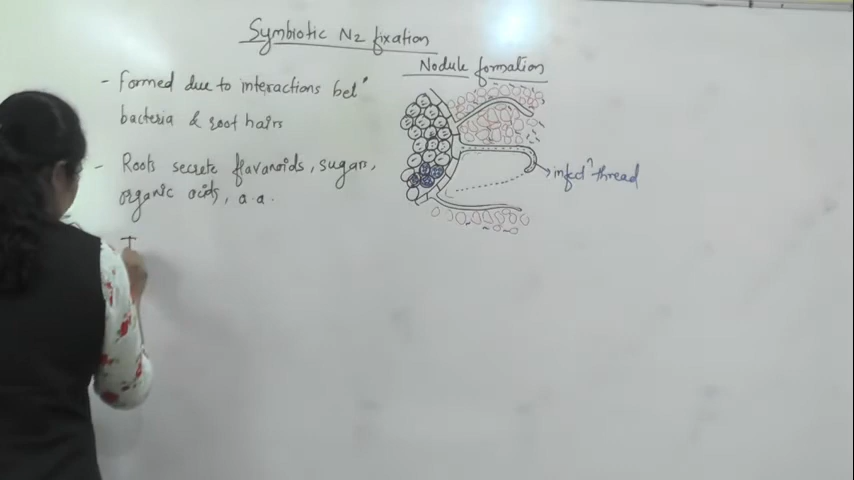 Symbiotic N2 fixation
Nodule formation
- Formed due to interactions betⁿ
bacteria & root hairs
- Roots secrete flavanoids, sugars,
organic acids, a.a.
T
infectⁿ thread